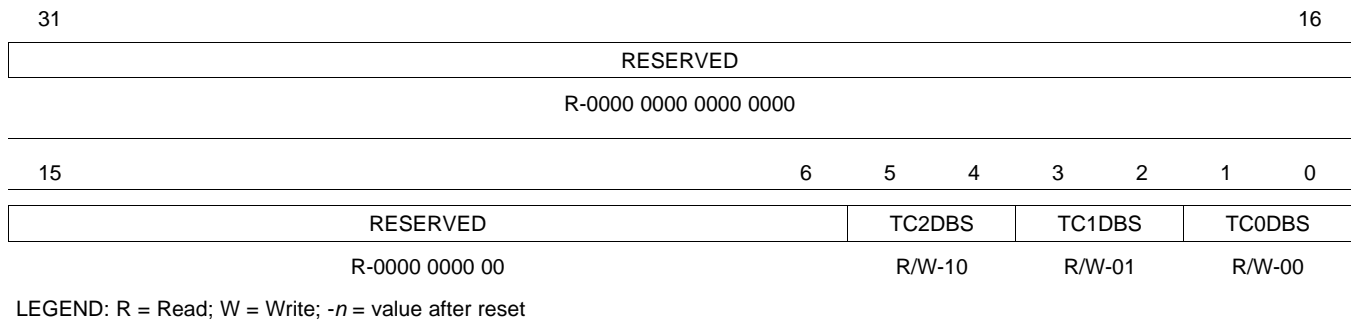 31 16
RESERVED
R-0000 0000 0000 0000
15 6 5 4 3 2 1 0
RESERVED TC2DBS TC1DBS TC0DBS
R-0000 0000 00 R/W-10 R/W-01 R/W-00
LEGEND: R = Read; W = Write; -n = value after reset